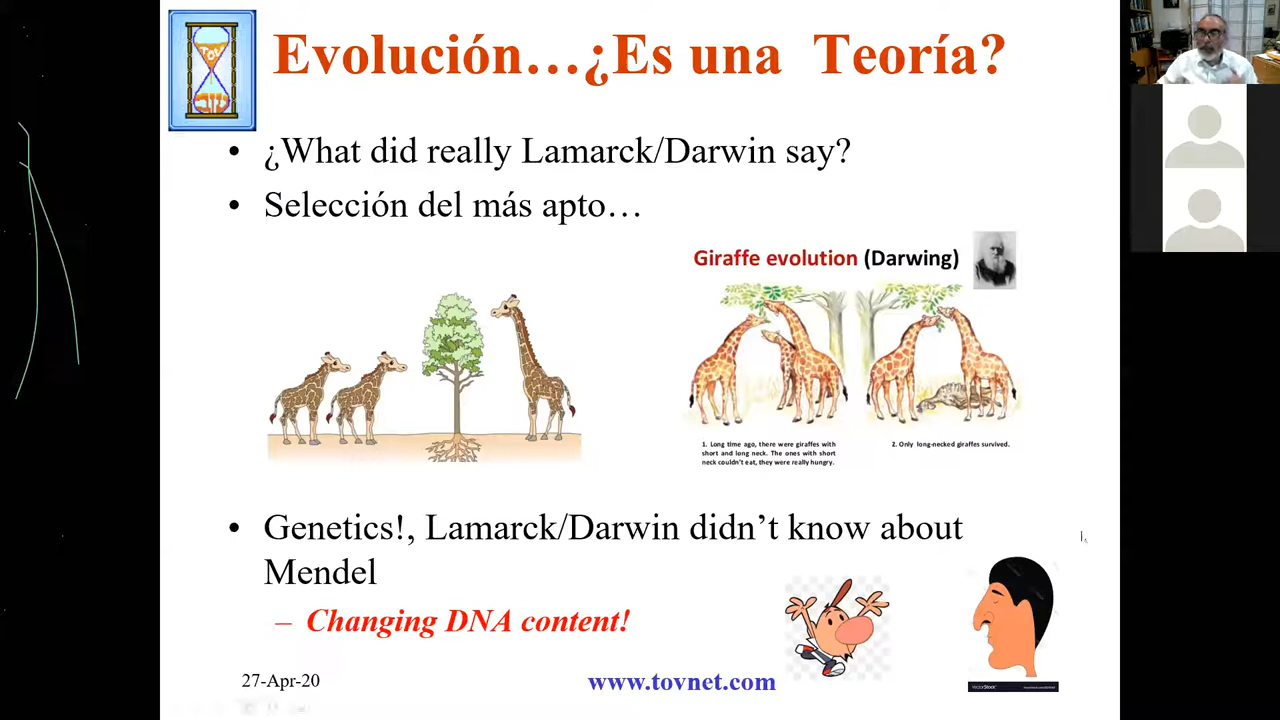 Evolución…¿Es una Teoría?
TOV
טוב
• ¿What did really Lamarck/Darwin say?
• Selección del más apto…
Giraffe evolution (Darwing)
1. Long time ago, there were giraffes with
short and long neck. The ones with short
neck couldn't eat, they were really hungry.
2. Only long-necked giraffes survived.
• Genetics!, Lamarck/Darwin didn’t know about
Mendel
– Changing DNA content!
27-Apr-20
www.tovnet.com
VectorStock